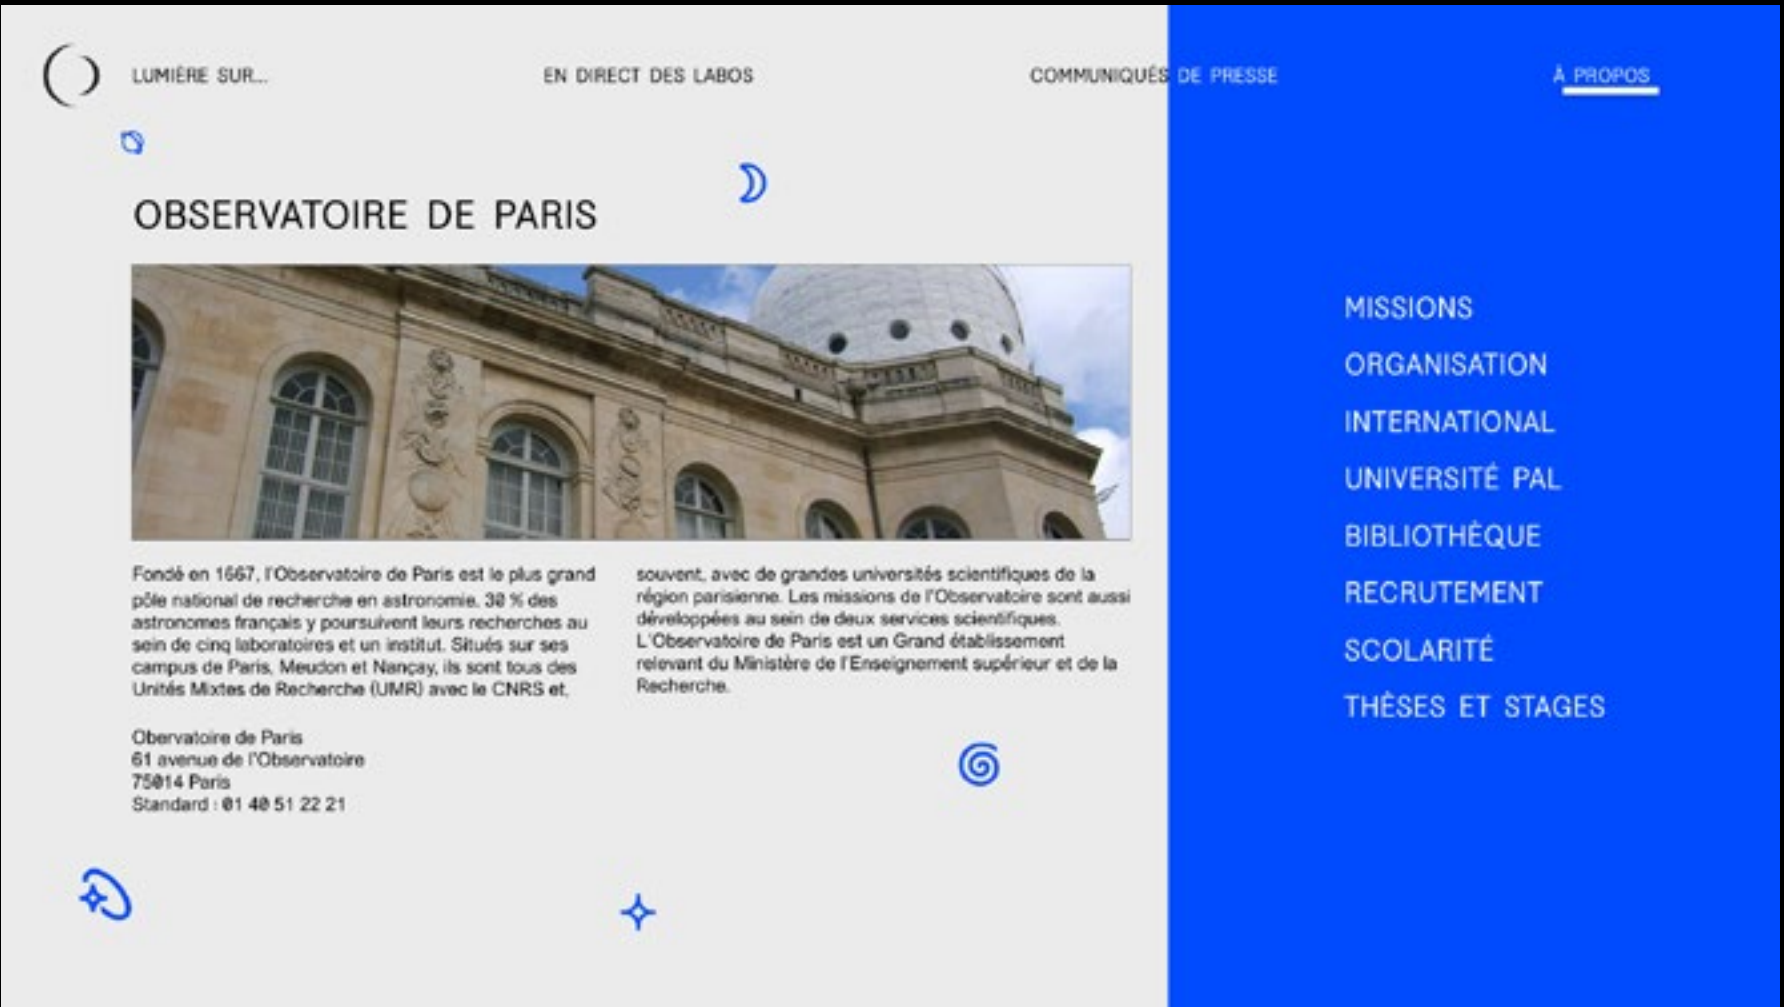 LUMIÈRE SUR...
EN DIRECT DES LABOS
COMMUNIQUÉS DE PRESSE
À PROPOS
OBSERVATOIRE DE PARIS
Fondé en 1667, l'Observatoire de Paris est le plus grand
pôle national de recherche en astronomie. 30 % des
astronomes français y poursuivent leurs recherches au
sein de cinq laboratoires et un institut. Situés sur ses
campus de Paris, Meudon et Nançay, ils sont tous des
Unités Mixtes de Recherche (UMR) avec le CNRS et,
souvent, avec de grandes universités scientifiques de la
région parisienne. Les missions de l'Observatoire sont aussi
développées au sein de deux services scientifiques.
L'Observatoire de Paris est un Grand établissement
relevant du Ministère de l'Enseignement supérieur et de la
Recherche.
Obervatoire de Paris
61 avenue de l'Observatoire
75014 Paris
Standard : 01 40 51 22 21
MISSIONS
ORGANISATION
INTERNATIONAL
UNIVERSITÉ PAL
BIBLIOTHÈQUE
RECRUTEMENT
SCOLARITÉ
THÈSES ET STAGES